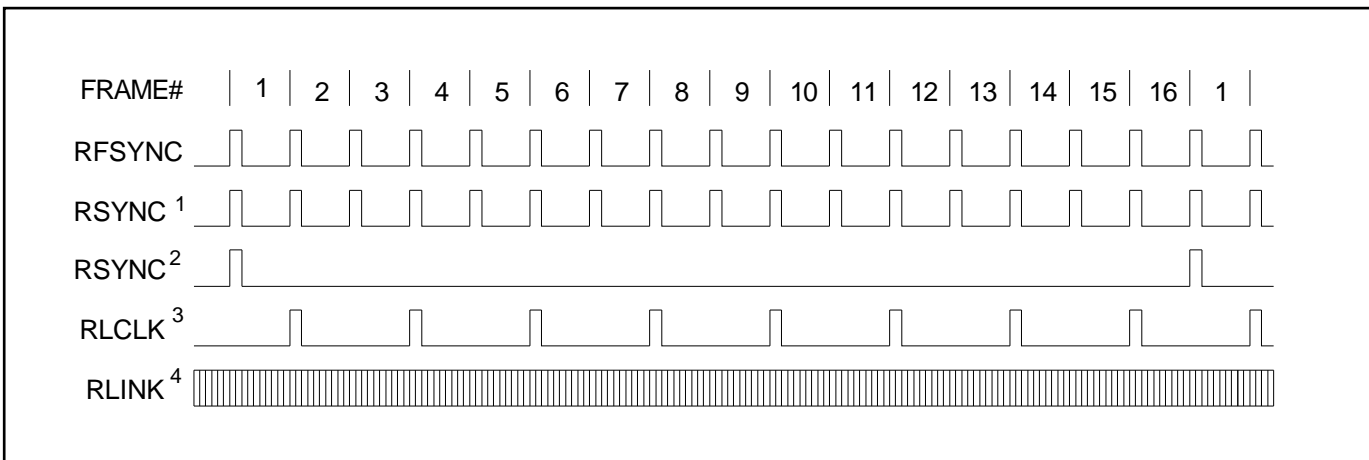 FRAME# 1 2 3 4 5 6 7 8 9 10 11 12 13 14 15 16 1
RFSYNC
RSYNC 1
RSYNC 2
RLCLK 3
RLINK 4